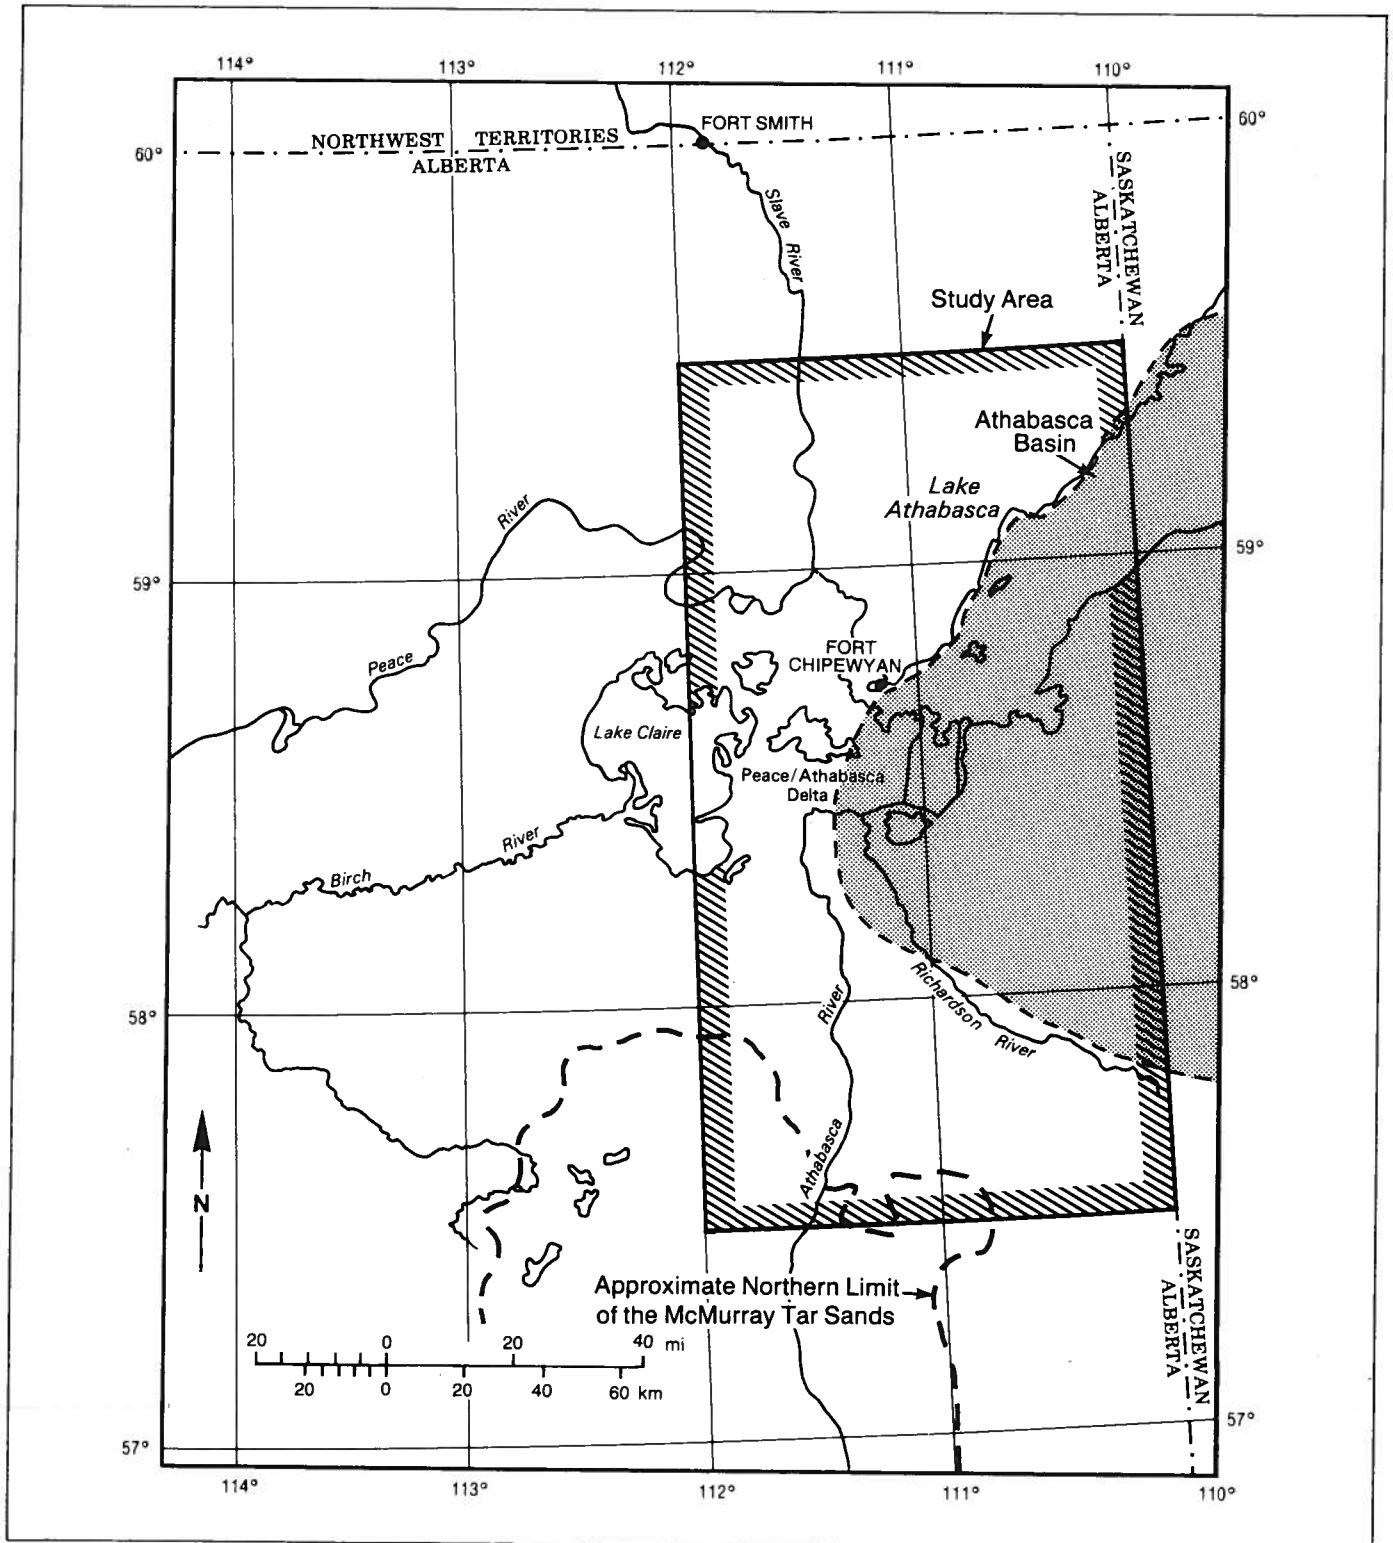 114° 113° 112° 111° 110°
60° 60°
FORT SMITH
NORTHWEST TERRITORIES
ALBERTA
SASKATCHEWAN
ALBERTA
Slave River
Study Area
Athabasca
Basin
Lake
Athabasca
River
59° 59°
Peace
FORT
CHIPEWYAN
Lake Claire
Peace/Athabasca
Delta
River
Birch
Richardson River
River
58° 58°
Athabasca
N
SASKATCHEWAN
ALBERTA
Approximate Northern Limit
of the McMurray Tar Sands
20 0 20 40 mi
20 0 20 40 60 km
57° 57°
114° 113° 112° 111° 110°